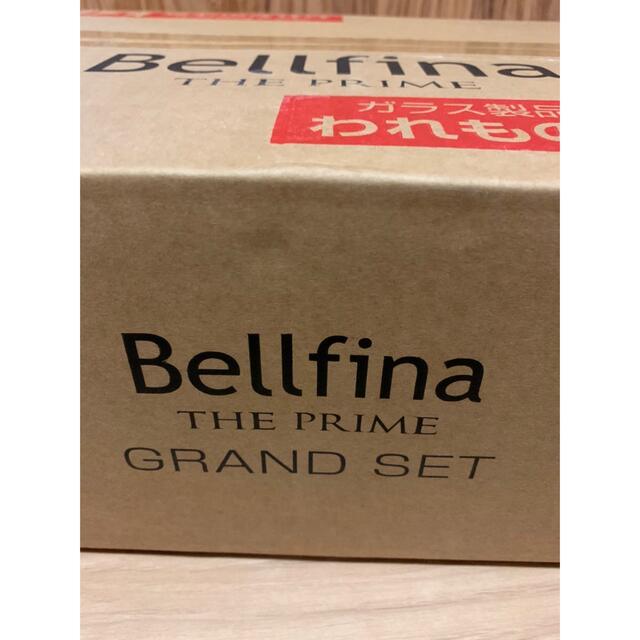 Bellfina
THE PRIME
ガラス製品
われもの
Bellfina
THE PRIME
GRAND SET